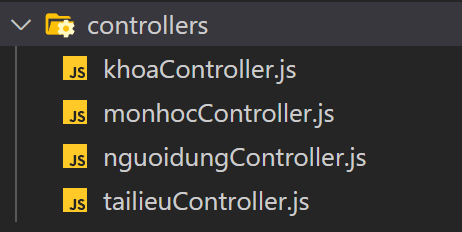 controllers
JS khoaController.js
JS monhocController.js
JS nguoidungController.js
JS tailieuController.js